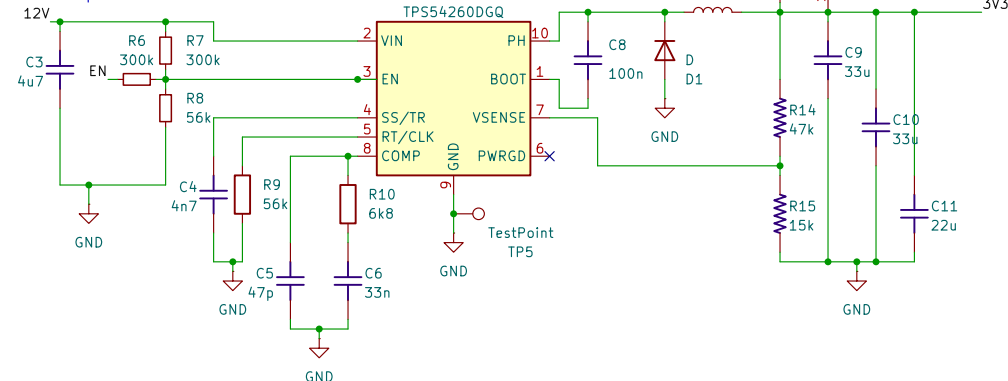 TPS54260DGQ
12V
3V3
R6
300k
R7
300k
C3
4u7
EN
R8
56k
2
VIN
3
EN
4
SS/TR
5
RT/CLK
8
COMP
PH
10
BOOT
1
VSENSE
7
PWRGD
6
GND
9
C8
100n
D
D1
GND
C9
33u
R14
47k
C10
33u
R15
15k
C11
22u
GND
C4
4n7
R9
56k
R10
6k8
TestPoint
TP5
GND
GND
C5
47p
C6
33n
GND
GND
GND